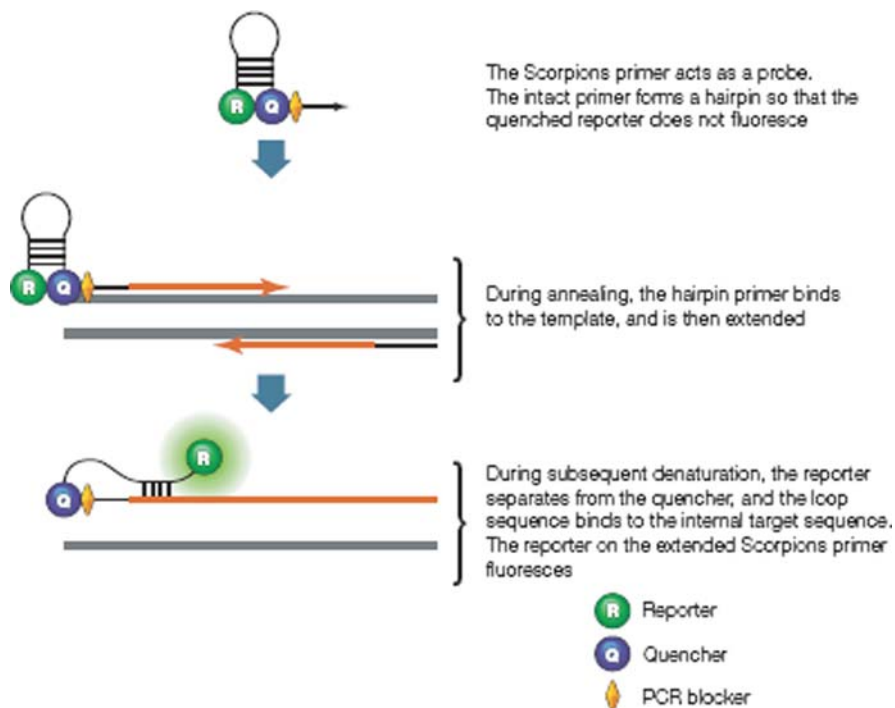 The Scorpions primer acts as a probe.
The intact primer forms a hairpin so that the
quenched reporter does not fluoresce
R Q
R Q
During annealing, the hairpin primer binds
to the template, and is then extended
R
Q
During subsequent denaturation, the reporter
separates from the quencher, and the loop
sequence binds to the internal target sequence.
The reporter on the extended Scorpions primer
fluoresces
R Reporter
Q Quencher
PCR blocker